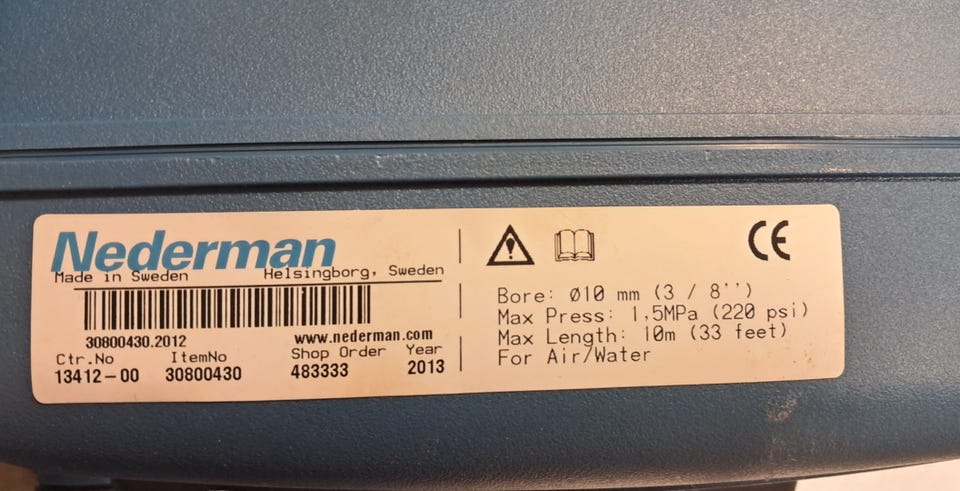 Nederman
Made in Sweden Helsingborg, Sweden
30800430.2012 www.nederman.com
Ctr.No ItemNo Shop Order Year
13412-00 30800430 483333 2013
CE
Bore: Ø10 mm (3 / 8'')
Max Press: 1,5MPa (220 psi)
Max Length: 10m (33 feet)
For Air/Water